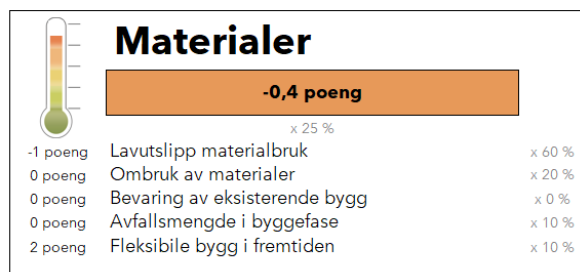 Materialer
-0,4 poeng
x 25 %
-1 poeng Lavutslipp materialbruk x 60 %
0 poeng Ombruk av materialer x 20 %
0 poeng Bevaring av eksisterende bygg x 0 %
0 poeng Avfallsmengde i byggefase x 10 %
2 poeng Fleksibile bygg i fremtiden x 10 %